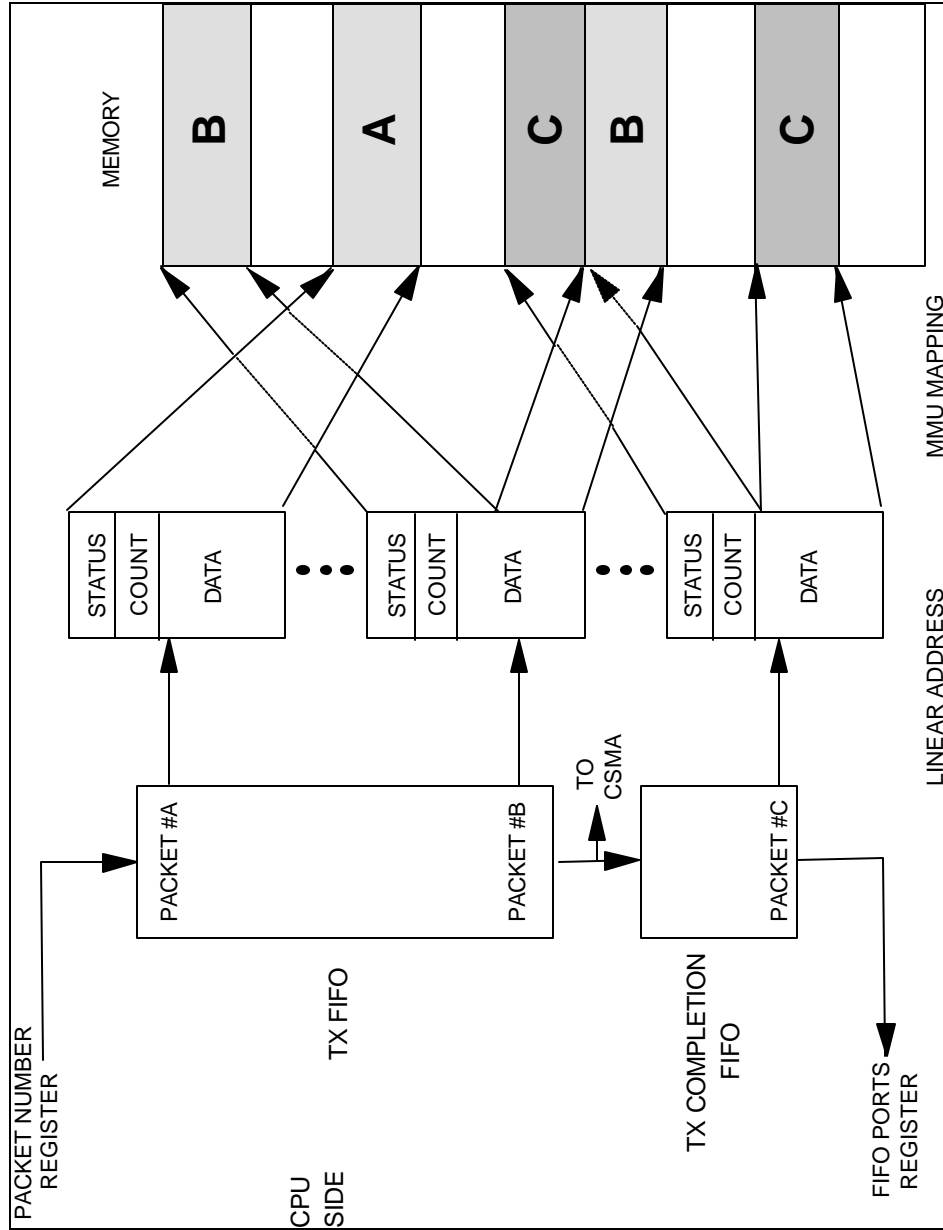 PACKET NUMBER
REGISTER
CPU
SIDE
TX FIFO
PACKET #A
PACKET #B
TO
CSMA
TX COMPLETION
FIFO
PACKET #C
FIFO PORTS
REGISTER
STATUS
COUNT
DATA
STATUS
COUNT
DATA
STATUS
COUNT
DATA
LINEAR ADDRESS
MMU MAPPING
MEMORY
B
A
C
B
C